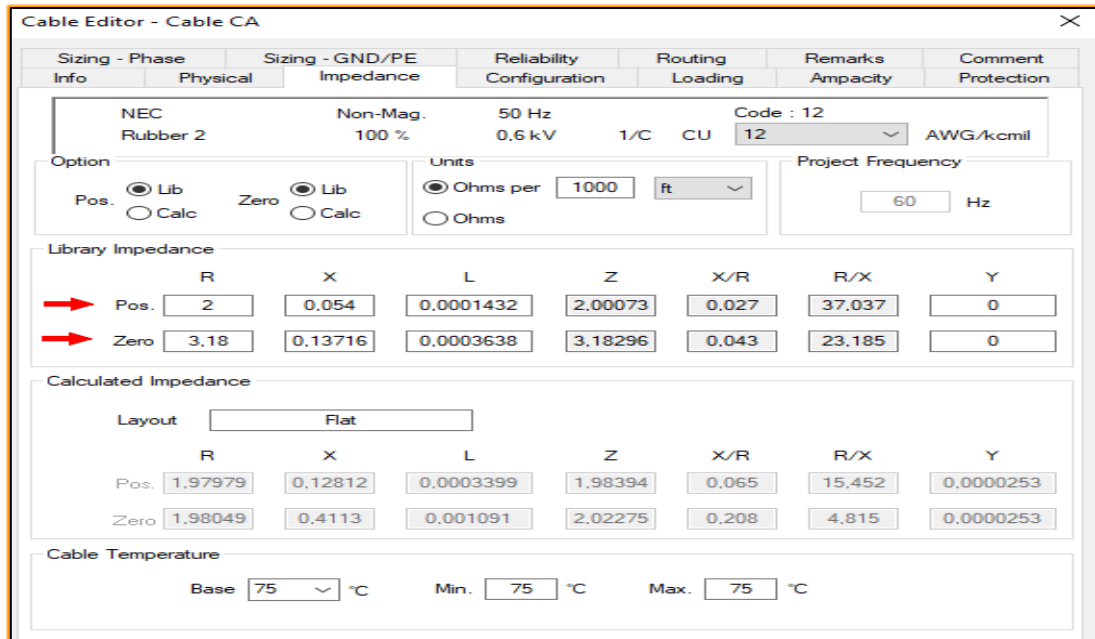 Cable Editor - Cable CA
Sizing - Phase Sizing - GND/PE Reliability Routing Remarks Comment
Info Physical Impedance Configuration Loading Ampacity Protection
NEC Non-Mag. 50 Hz Code : 12
Rubber 2 100 % 0,6 kV 1/C CU 12 AWG/kcmil
Option Units Project Frequency
Pos. Lib Zero Lib Ohms per 1000 ft 60 Hz
Calc Calc Ohms
Library Impedance
R X L Z X/R R/X Y
Pos. 2 0,054 0,0001432 2,00073 0,027 37,037 0
Zero 3,18 0,13716 0,0003638 3,18296 0,043 23,185 0
Calculated Impedance
Layout Flat
R X L Z X/R R/X Y
Pos. 1,97979 0,12812 0,0003399 1,98394 0,065 15,452 0,0000253
Zero 1,98049 0,4113 0,001091 2,02275 0,208 4,815 0,0000253
Cable Temperature
Base 75 °C Min. 75 °C Max. 75 °C